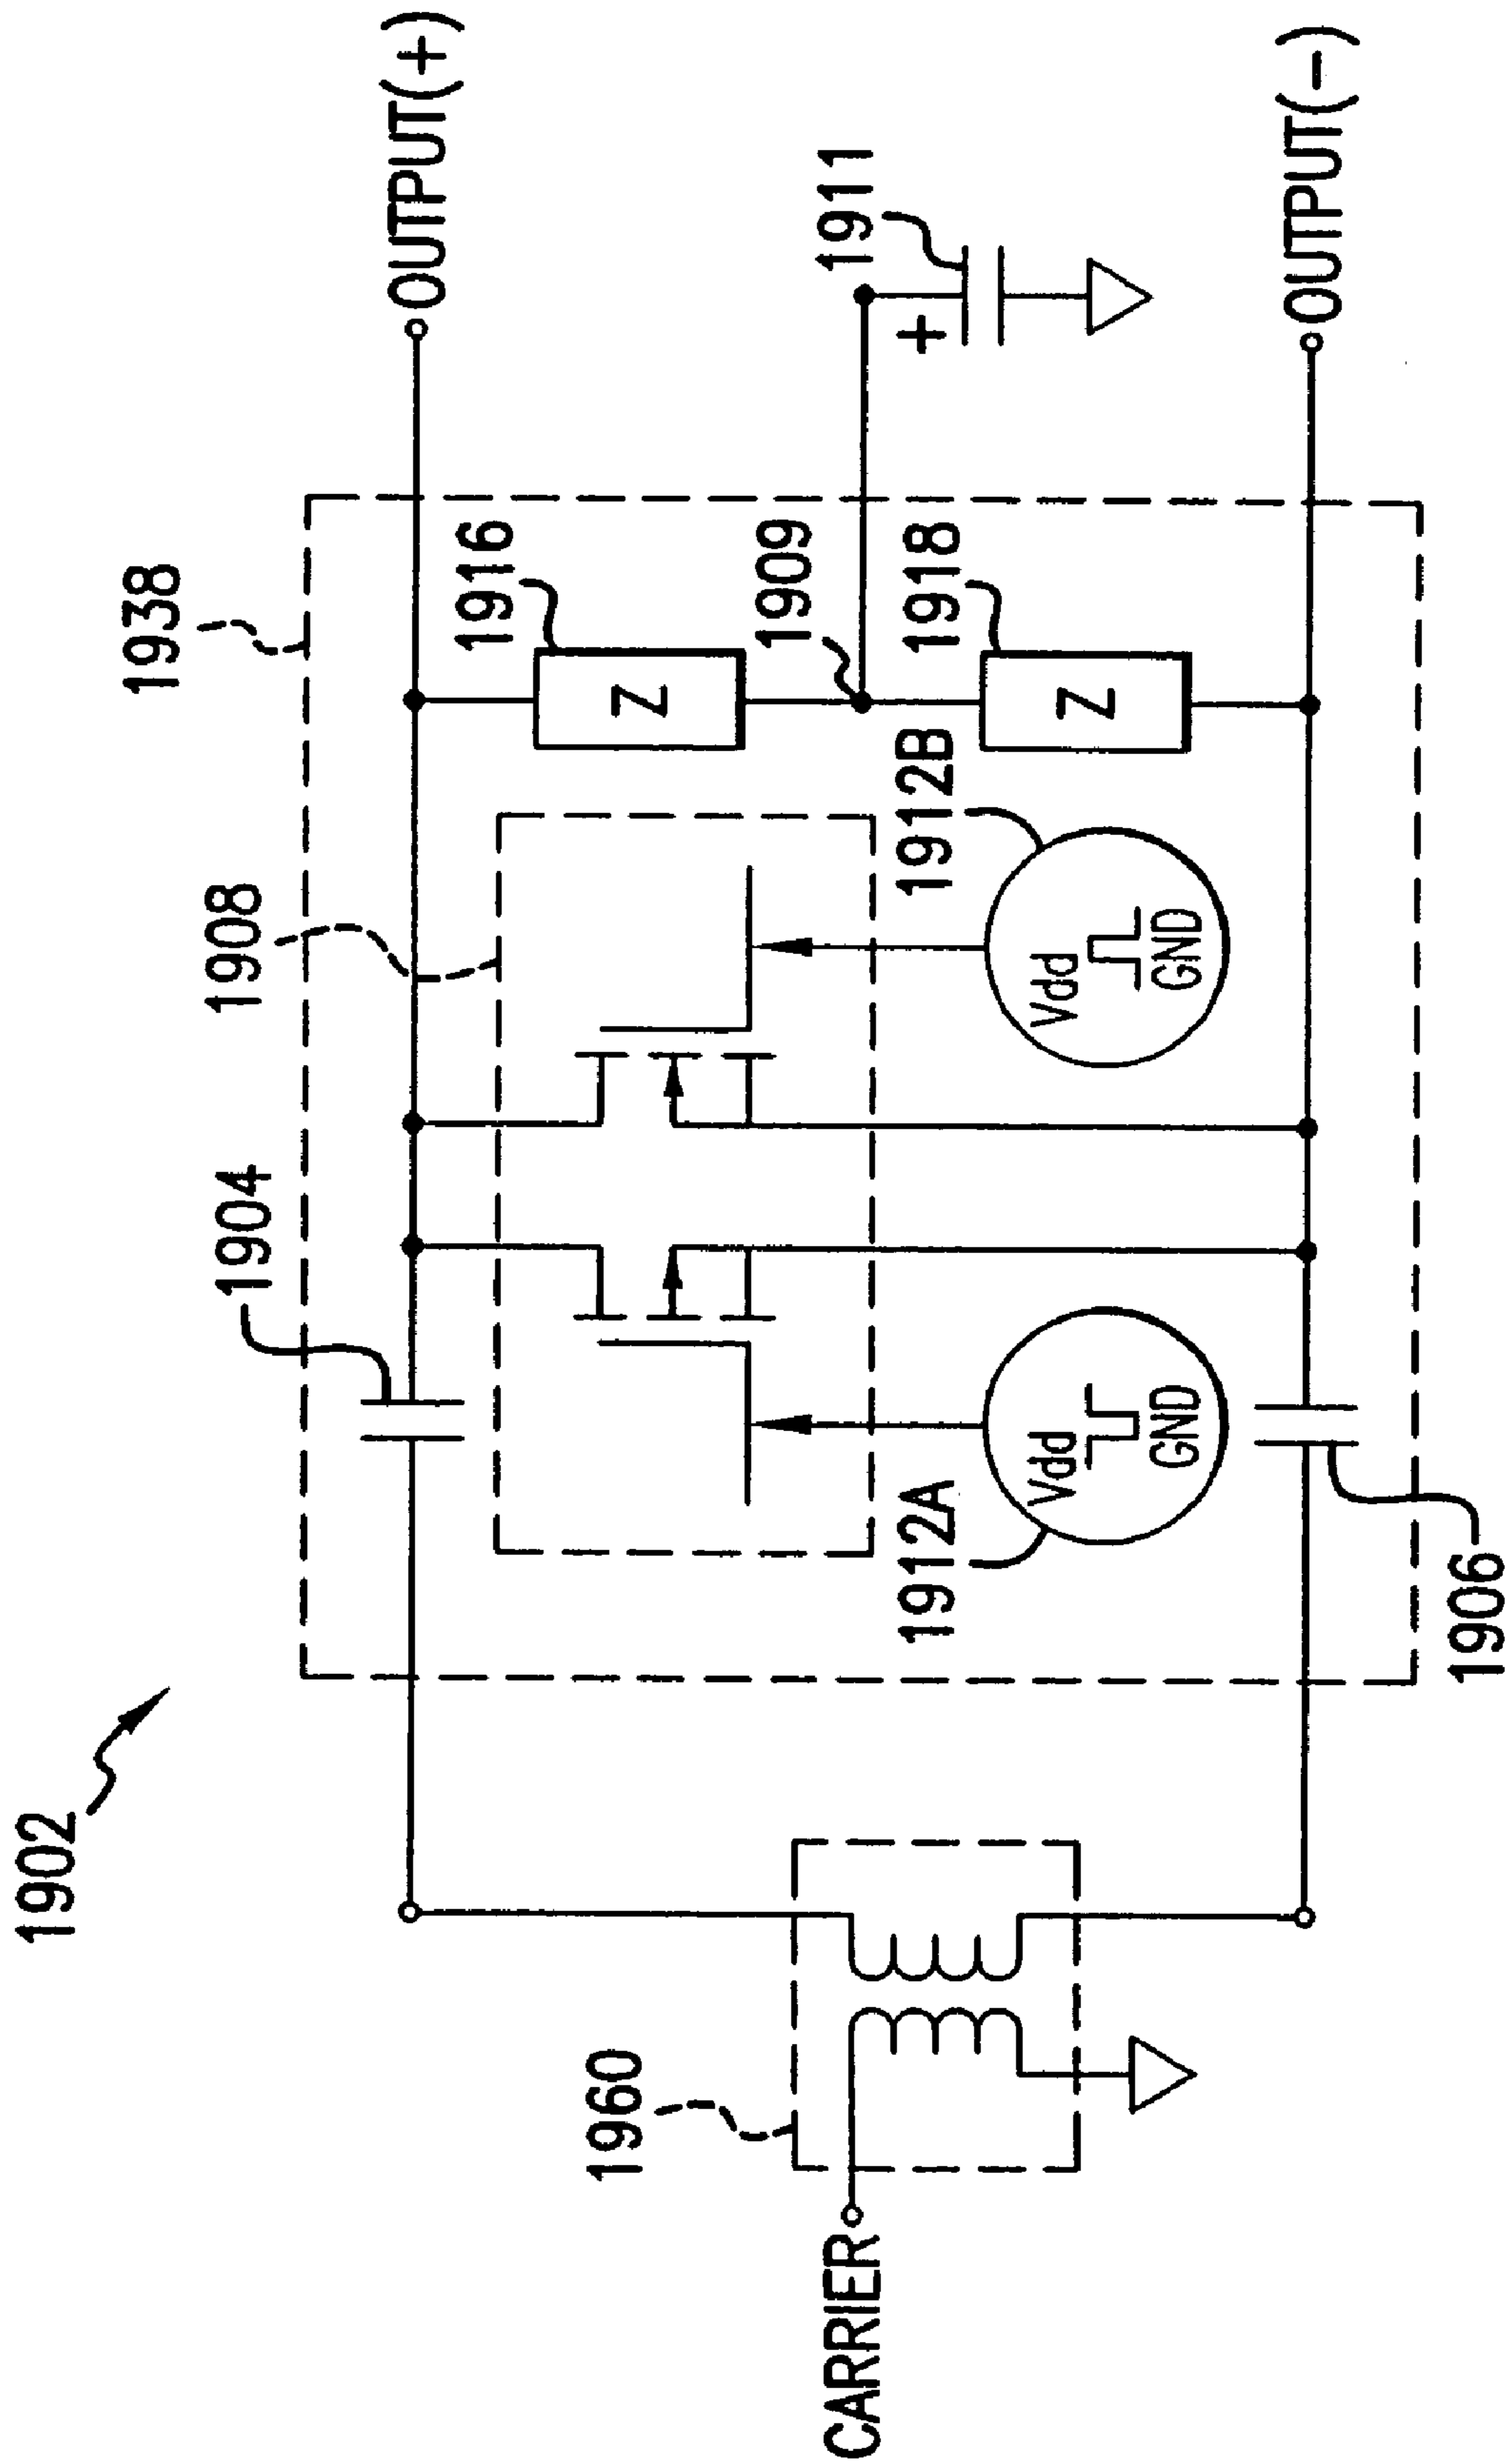 1902
1938
1904
1908
1916
OUTPUT(+)
1960
CARRIER
Z
1909
1911
+
1912A
Vdd
GND
1912B
Vdd
GND
1918
Z
1906
OUTPUT(-)